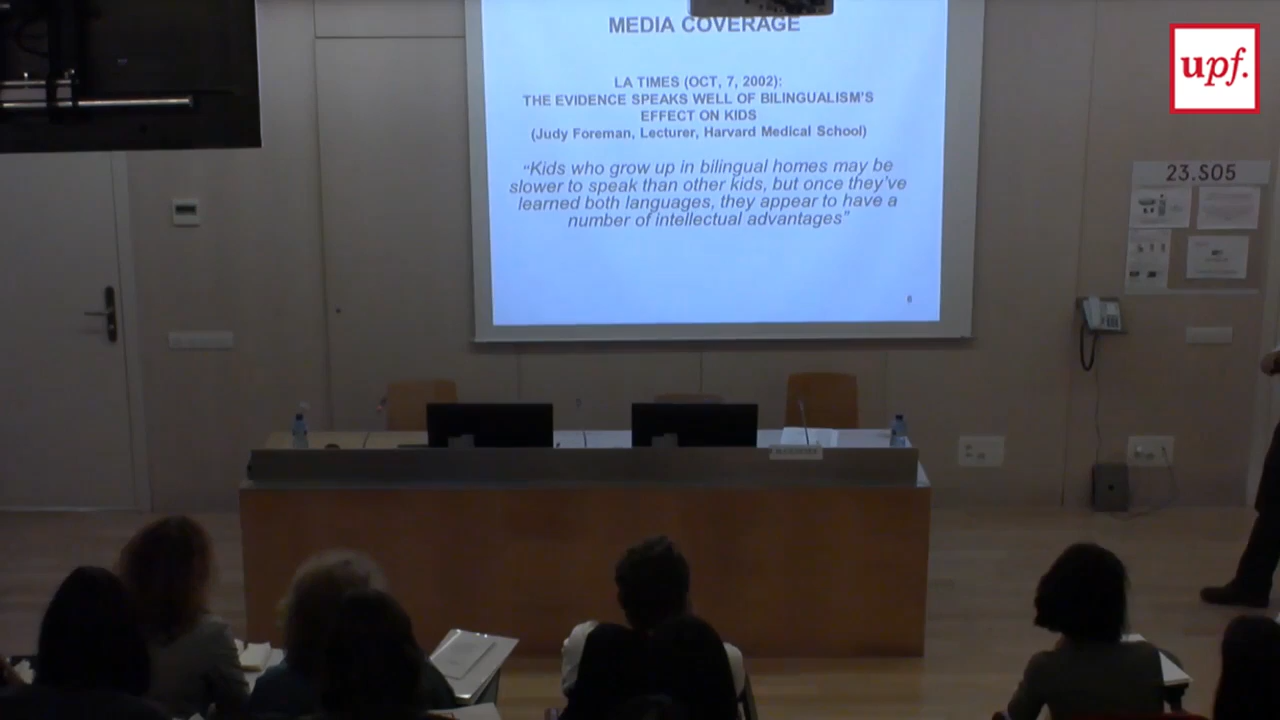 MEDIA COVERAGE
LA TIMES (OCT, 7, 2002):
THE EVIDENCE SPEAKS WELL OF BILINGUALISM'S
EFFECT ON KIDS
(Judy Foreman, Lecturer, Harvard Medical School)
“Kids who grow up in bilingual homes may be
slower to speak than other kids, but once they've
learned both languages, they appear to have a
number of intellectual advantages”
6
upf.
23.S05